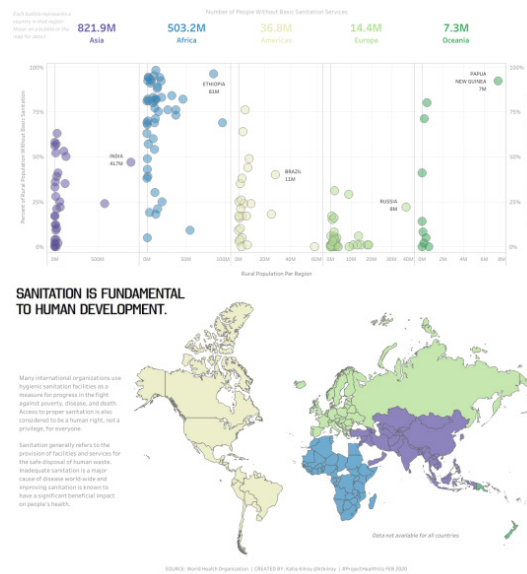 Number of People Without Basic Sanitation Services
821.9M
Asia
503.2M
Africa
36.8M
Americas
14.4M
Europe
7.3M
Oceania
Percent of Rural Population Without Basic Sanitation
100%
75%
50%
25%
0%
INDIA
417M
ETHIOPIA
81M
BRAZIL
11M
RUSSIA
8M
PAPUA
NEW GUINEA
7M
100%
75%
50%
25%
0%
0M 500M
0M 50M 100M
0M 20M 40M 60M
0M 10M 20M 30M 40M
0M 2M 4M 6M 8M
Rural Population Per Region
SANITATION IS FUNDAMENTAL
TO HUMAN DEVELOPMENT.
Many international organizations use
hygienic sanitation facilities as a
measure for progress in the fight
against poverty, disease, and death.
Access to proper sanitation is also
considered to be a human right, not a
privilege, for everyone.
Sanitation generally refers to the
provision of facilities and services for
the safe disposal of human waste.
Inadequate sanitation is a major
cause of disease world-wide and
improving sanitation is known to
have a significant beneficial impact
on people's health.
Data not available for all countries
SOURCE: World Health Organization | CREATED BY: Katie Kilroy | #ProjectHealthViz FEB 2020